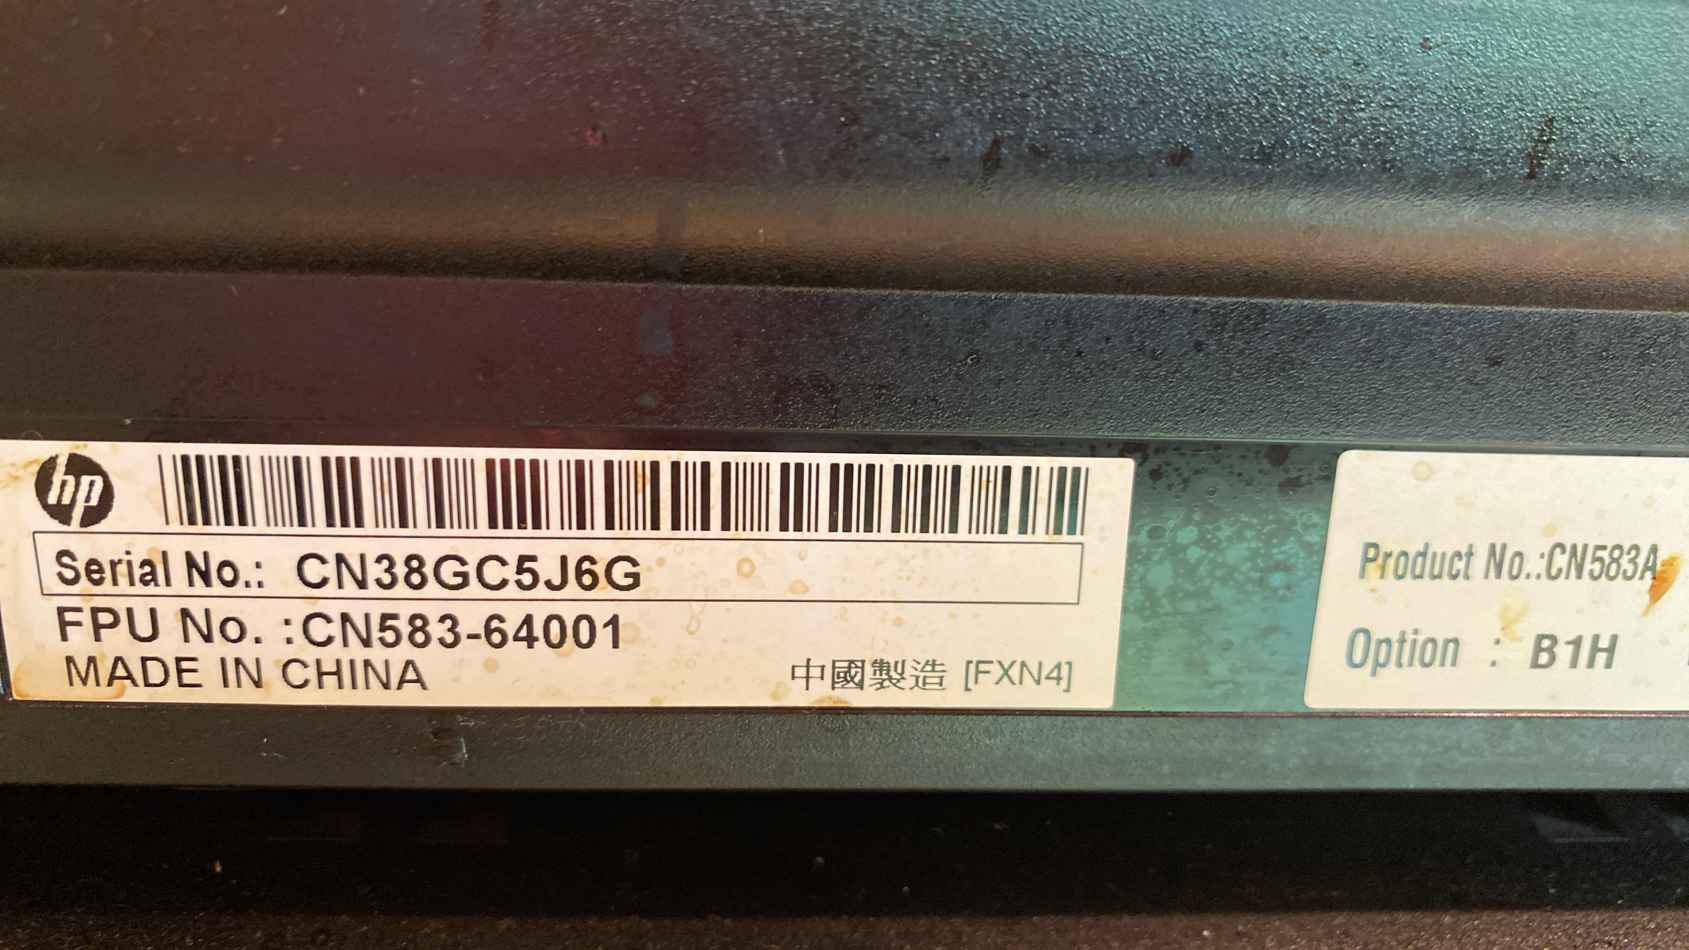 hp
Serial No.: CN38GC5J6G
FPU No. :CN583-64001
MADE IN CHINA
中國製造 [FXN4]
Product No.:CN583A
Option : B1H